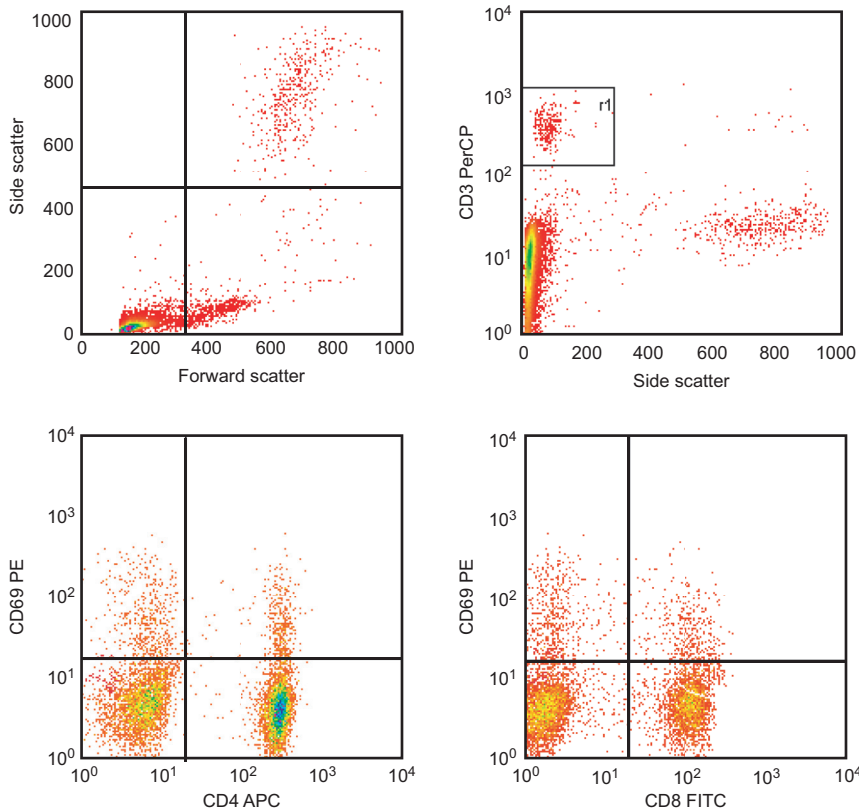 1000
800
600
400
200
0
Side scatter
0 200 400 600 800 1000
Forward scatter
10⁴
10³
10²
10¹
10⁰
CD3 PerCP
r1
0 200 400 600 800 1000
Side scatter
10⁴
10³
10²
10¹
10⁰
CD69 PE
10⁰ 10¹ 10² 10³ 10⁴
CD4 APC
10⁴
10³
10²
10¹
10⁰
CD69 PE
10⁰ 10¹ 10² 10³ 10⁴
CD8 FITC